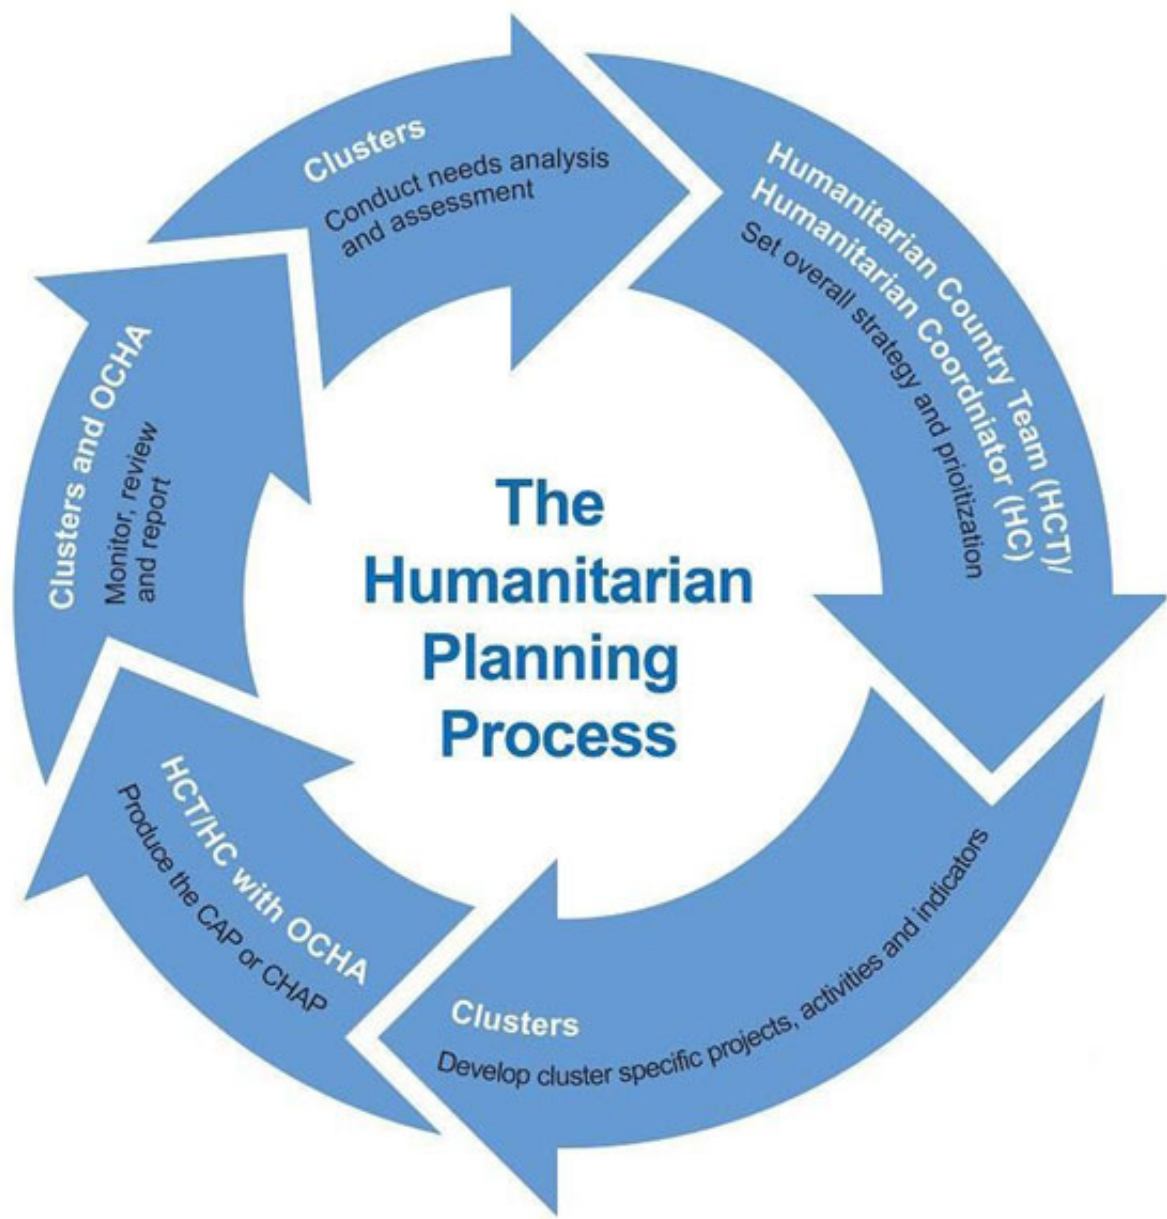 The
Humanitarian
Planning
Process
Clusters
Conduct needs analysis
and assessment
Humanitarian Country Team (HCT)/
Humanitarian Coordniator (HC)
Set overall strategy and prioitization
Clusters
Develop cluster specific projects, activities and indicators
HCT/HC with OCHA
Produce the CAP or CHAP
Clusters and OCHA
Monitor, review
and report